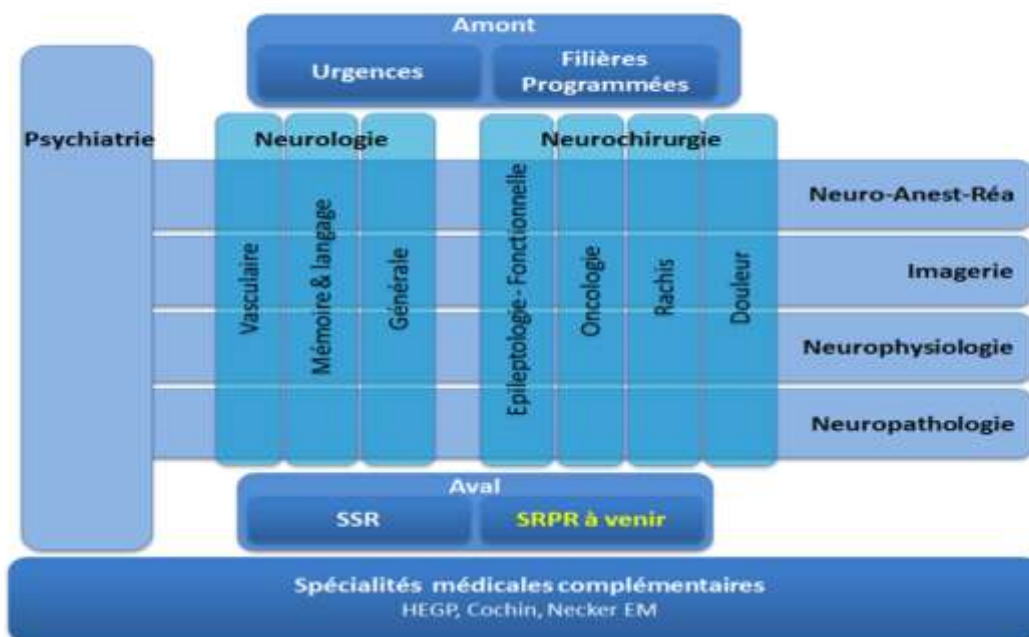 Amont
Urgences
Filières
Programmées
Psychiatrie
Neurologie
Neurochirurgie
Vasculaire
Mémoire & langage
Générale
Epileptologie - Fonctionnelle
Oncologie
Rachis
Douleur
Neuro-Anest-Réa
Imagerie
Neurophysiologie
Neuropathologie
Aval
SSR
SRPR à venir
Spécialités médicales complémentaires
HEGP, Cochin, Necker EM